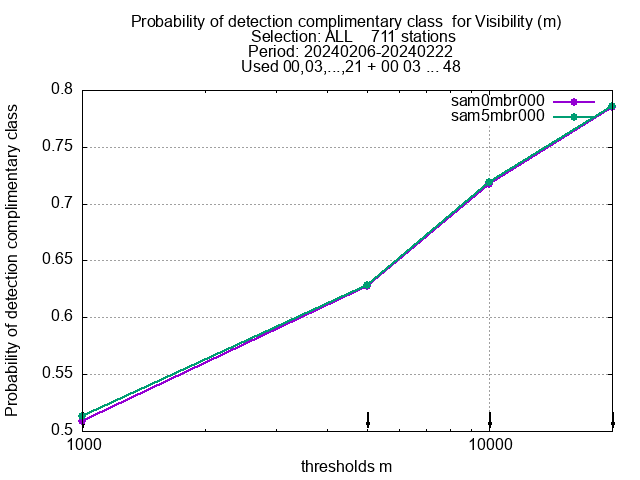 Probability of detection complimentary class  for Visibility (m)
Selection: ALL    711 stations
Period: 20240206-20240222
Used 00,03,...,21 + 00 03 ... 48
sam0mbr000
sam5mbr000
Probability of detection complimentary class
0.8
0.75
0.7
0.65
0.6
0.55
0.5
1000
10000
thresholds m